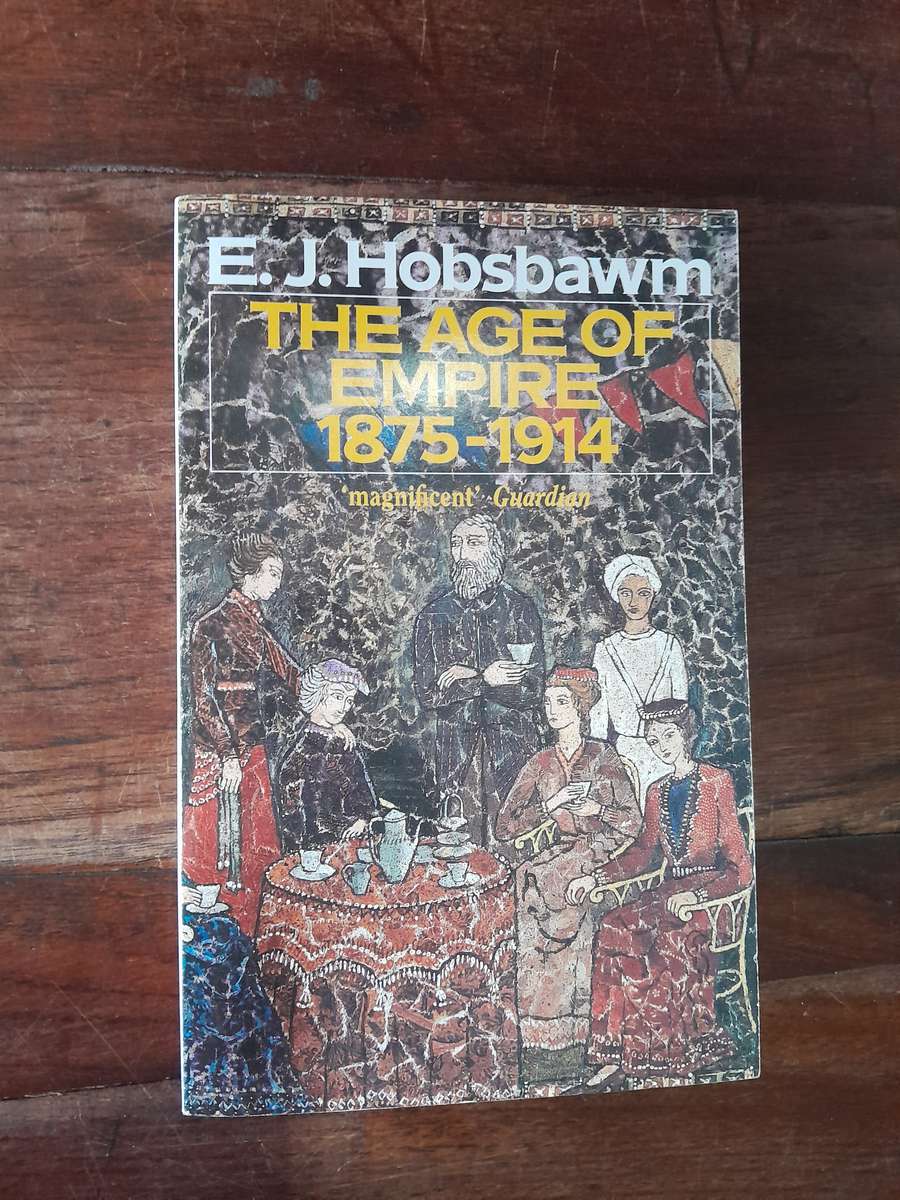 E. J. Hobsbawm
THE AGE OF
EMPIRE
1875-1914
'magnificent' Guardian